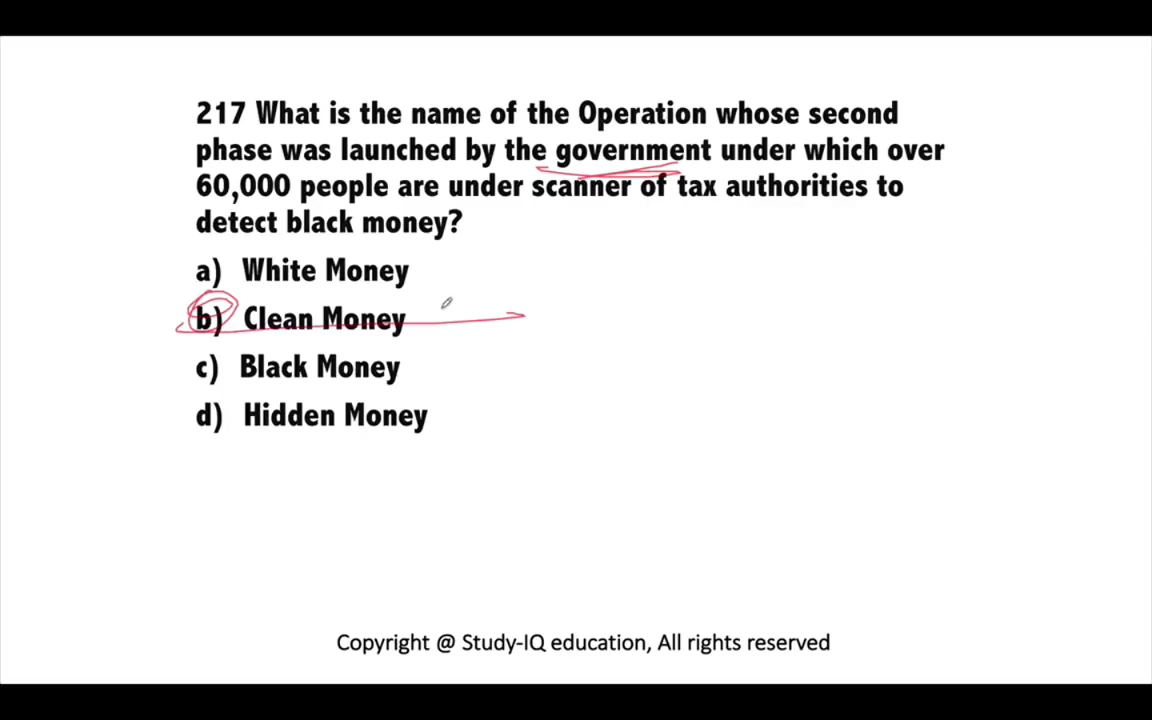 217 What is the name of the Operation whose second
phase was launched by the government under which over
60,000 people are under scanner of tax authorities to
detect black money?
a) White Money
b) Clean Money
c) Black Money
d) Hidden Money
Copyright @ Study-IQ education, All rights reserved